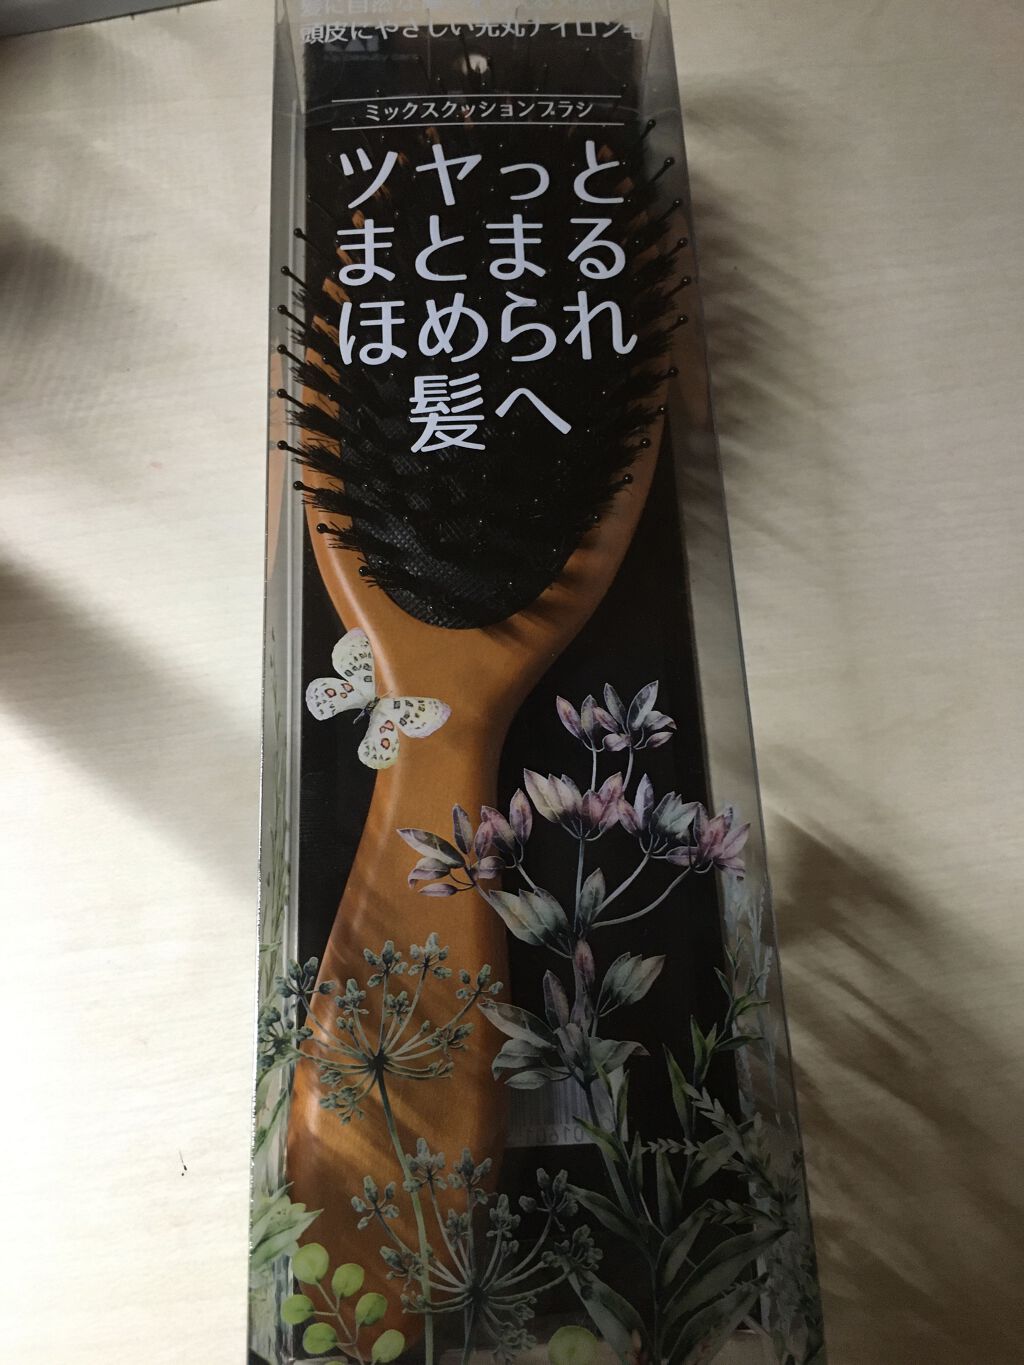 頭皮にやさしい先丸ナイロン毛
ミックスクッションブラシ
ツヤっと
まとまる
ほめられ
髪へ